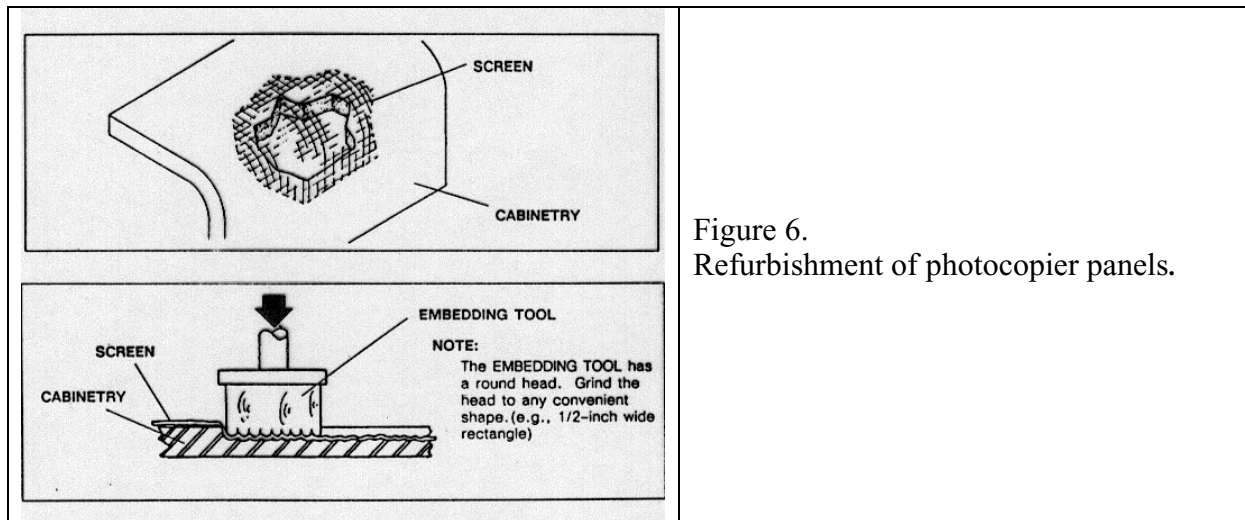 SCREEN
CABINETRY
EMBEDDING TOOL
NOTE:
The EMBEDDING TOOL has
a round head. Grind the
head to any convenient
shape.(e.g., 1/2-inch wide
rectangle)
SCREEN
CABINETRY
Figure 6.
Refurbishment of photocopier panels.